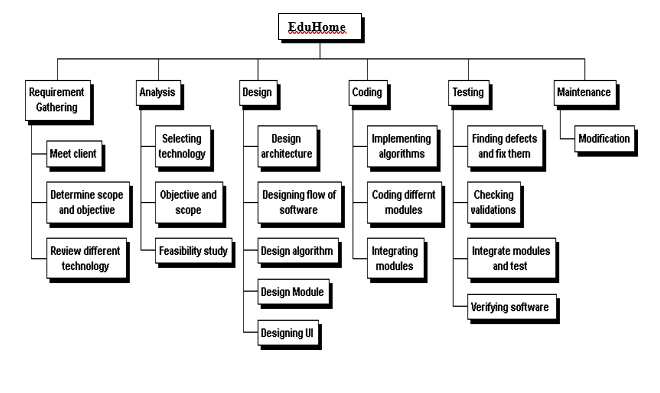 EduHome
Requirement
Gathering
Meet client
Determine scope
and objective
Review different
technology
Analysis
Selecting
technology
Objective and
scope
Feasibility study
Design
Design
architecture
Designing flow of
software
Design algorithm
Design Module
Designing UI
Coding
Implementing
algorithms
Coding differnt
modules
Integrating
modules
Testing
Finding defects
and fix them
Checking
validations
Integrate modules
and test
Verifying software
Maintenance
Modification